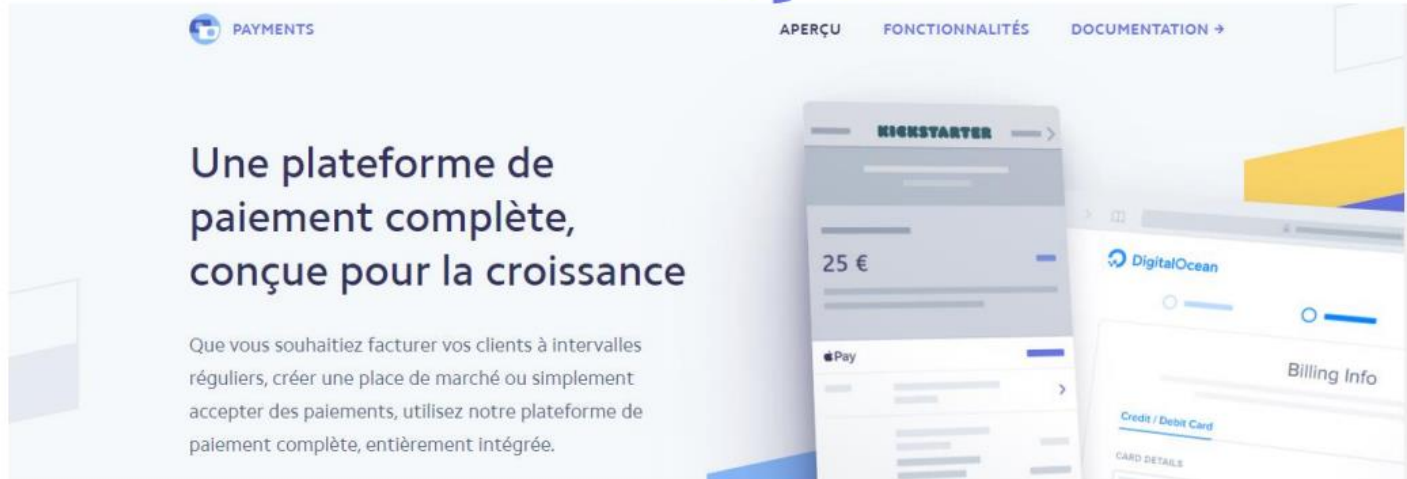 PAYMENTS
APERÇU FONCTIONNALITÉS DOCUMENTATION →
Une plateforme de
paiement complète,
conçue pour la croissance
Que vous souhaitiez facturer vos clients à intervalles
réguliers, créer une place de marché ou simplement
accepter des paiements, utilisez notre plateforme de
paiement complète, entièrement intégrée.
KICKSTARTER
25 €
Pay
DigitalOcean
Billing Info
Credit / Debit Card
CARD DETAILS